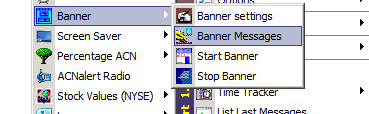 Banner
Screen Saver
Percentage ACN
ACNalert Radio
Stock Values (NYSE)
Banner settings
Banner Messages
Start Banner
Stop Banner
Options
Time Tracker
List Last Messages